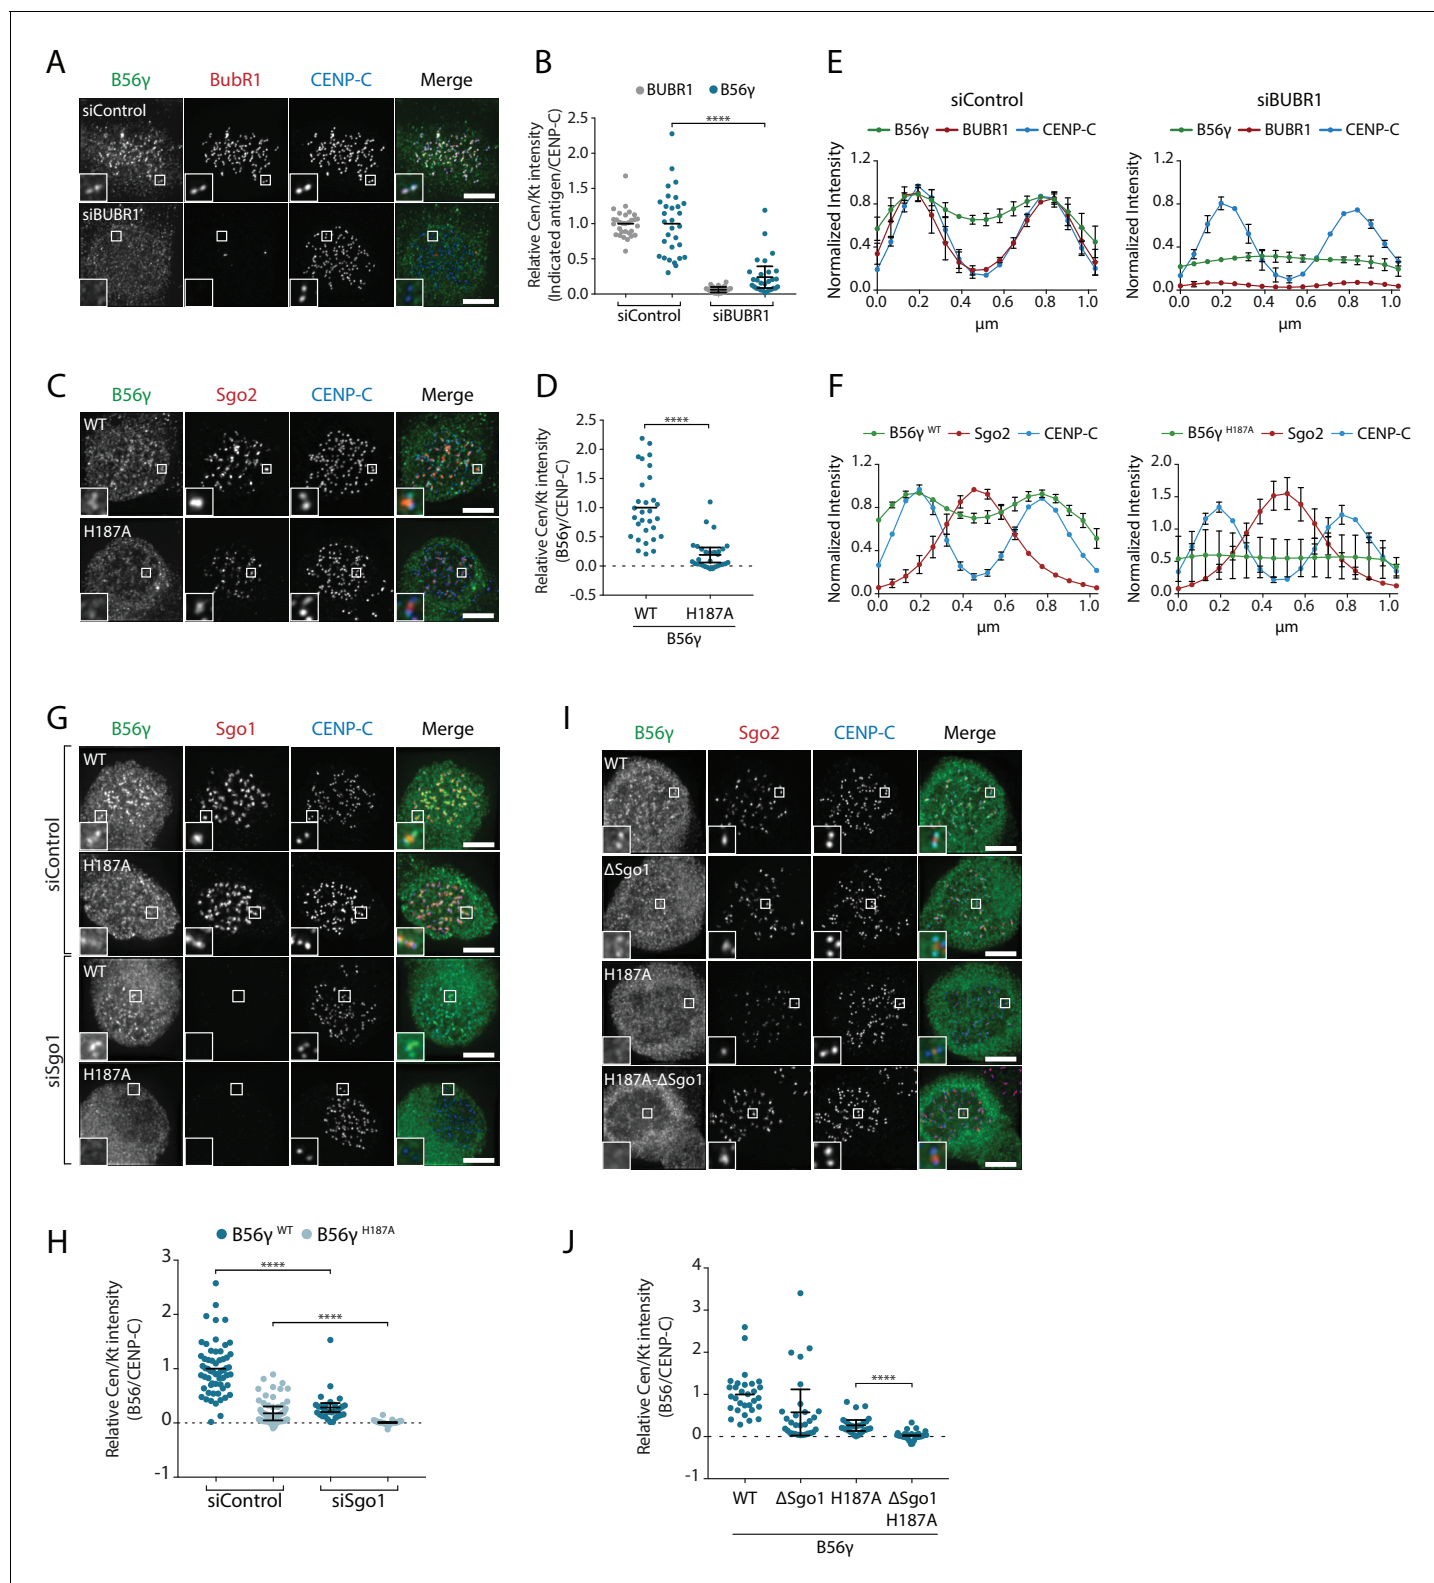 A
B56γ BubR1 CENP-C Merge
siControl
siBUBR1
B
BUBR1 B56γ
****
Relative Cen/Kt intensity
(Indicated antigen/CENP-C)
2.5
2.0
1.5
1.0
0.5
0.0
siControl siBUBR1
E
siControl
B56γ BUBR1 CENP-C
Normalized Intensity
1.2
0.8
0.4
0.0
0.0 0.2 0.4 0.6 0.8 1.0
µm
siBUBR1
B56γ BUBR1 CENP-C
Normalized Intensity
1.2
0.8
0.4
0.0
0.0 0.2 0.4 0.6 0.8 1.0
µm
C
B56γ Sgo2 CENP-C Merge
WT
H187A
D
****
Relative Cen/Kt intensity
(B56γ/CENP-C)
2.5
2.0
1.5
1.0
0.5
0.0
-0.5
WT H187A
B56γ
F
B56γ WT Sgo2 CENP-C
Normalized Intensity
1.2
0.8
0.4
0.0
0.0 0.2 0.4 0.6 0.8 1.0
µm
B56γ H187A Sgo2 CENP-C
Normalized Intensity
2.0
1.5
1.0
0.5
0.0
0.0 0.2 0.4 0.6 0.8 1.0
µm
G
B56γ Sgo1 CENP-C Merge
siControl
WT
H187A
siSgo1
WT
H187A
I
B56γ Sgo2 CENP-C Merge
WT
ΔSgo1
H187A
H187A-ΔSgo1
H
B56γ WT B56γ H187A
****
****
Relative Cen/Kt intensity
(B56/CENP-C)
3
2
1
0
-1
siControl siSgo1
J
****
Relative Cen/Kt intensity
(B56/CENP-C)
4
3
2
1
0
-1
WT ΔSgo1 H187A ΔSgo1
H187A
B56γ